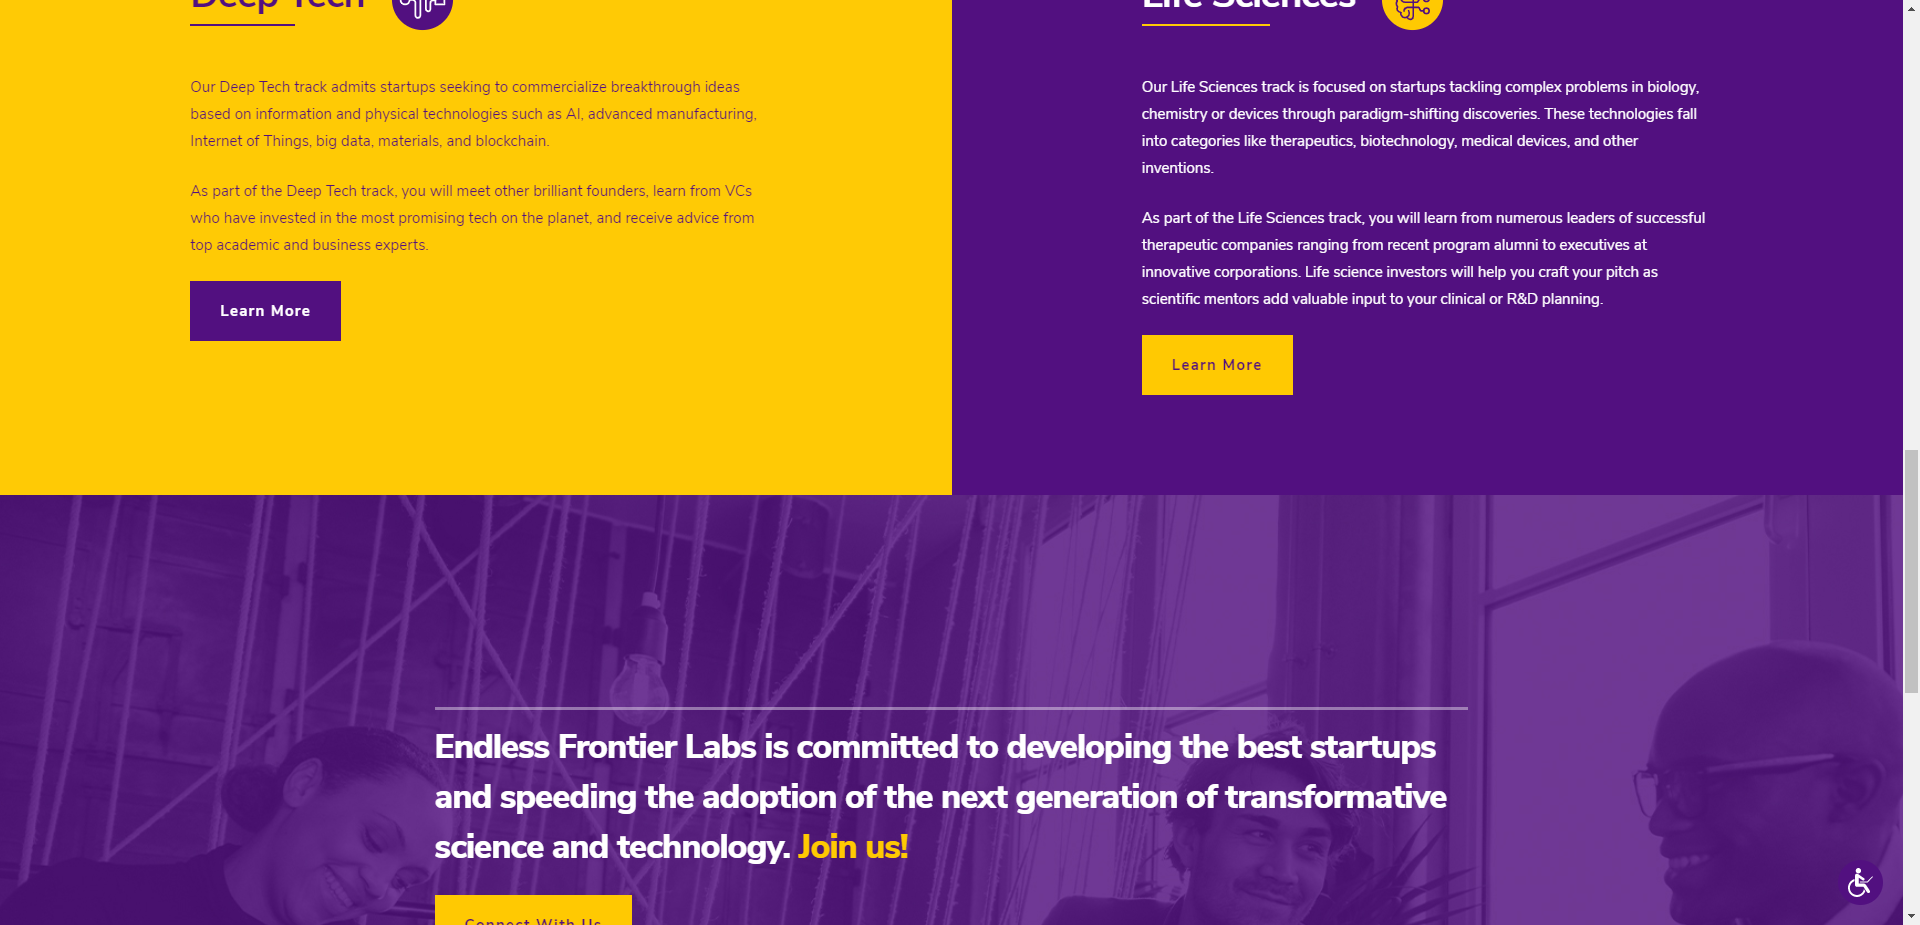 Deep Tech
Our Deep Tech track admits startups seeking to commercialize breakthrough ideas
based on information and physical technologies such as AI, advanced manufacturing,
Internet of Things, big data, materials, and blockchain.
As part of the Deep Tech track, you will meet other brilliant founders, learn from VCs
who have invested in the most promising tech on the planet, and receive advice from
top academic and business experts.
Learn More
Life Sciences
Our Life Sciences track is focused on startups tackling complex problems in biology,
chemistry or devices through paradigm-shifting discoveries. These technologies fall
into categories like therapeutics, biotechnology, medical devices, and other
inventions.
As part of the Life Sciences track, you will learn from numerous leaders of successful
therapeutic companies ranging from recent program alumni to executives at
innovative corporations. Life science investors will help you craft your pitch as
scientific mentors add valuable input to your clinical or R&D planning.
Learn More
Endless Frontier Labs is committed to developing the best startups
and speeding the adoption of the next generation of transformative
science and technology. Join us!
Connect With Us